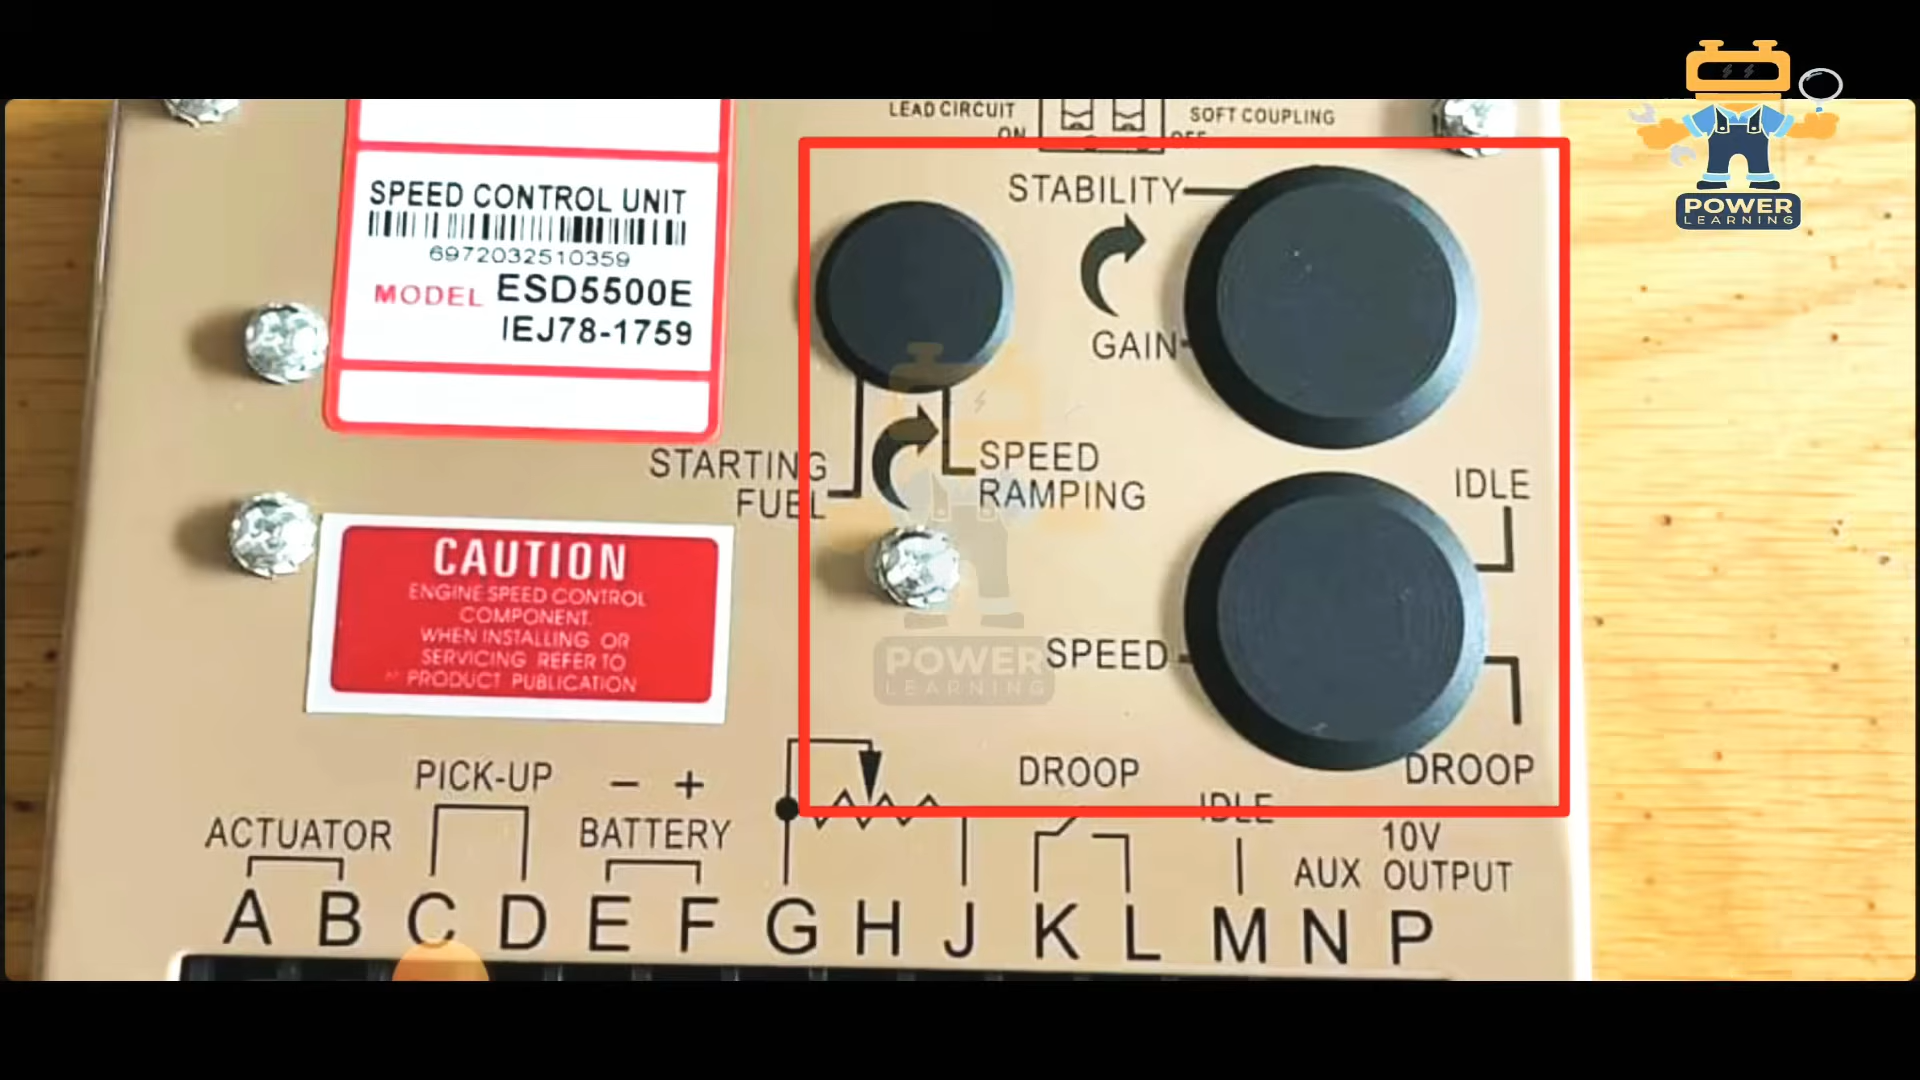 LEAD CIRCUIT
ON
SOFT COUPLING
OFF
POWER
LEARNING
SPEED CONTROL UNIT
6972032510359
MODEL ESD5500E
IEJ78-1759
STABILITY
GAIN
STARTING
FUEL
SPEED
RAMPING
IDLE
SPEED
DROOP
CAUTION
ENGINE SPEED CONTROL
COMPONENT.
WHEN INSTALLING OR
SERVICING REFER TO
PRODUCT PUBLICATION
POWER
LEARNING
ACTUATOR
PICK-UP
− +
BATTERY
DROOP
IDLE
AUX
10V
OUTPUT
A B C D E F G H J K L M N P